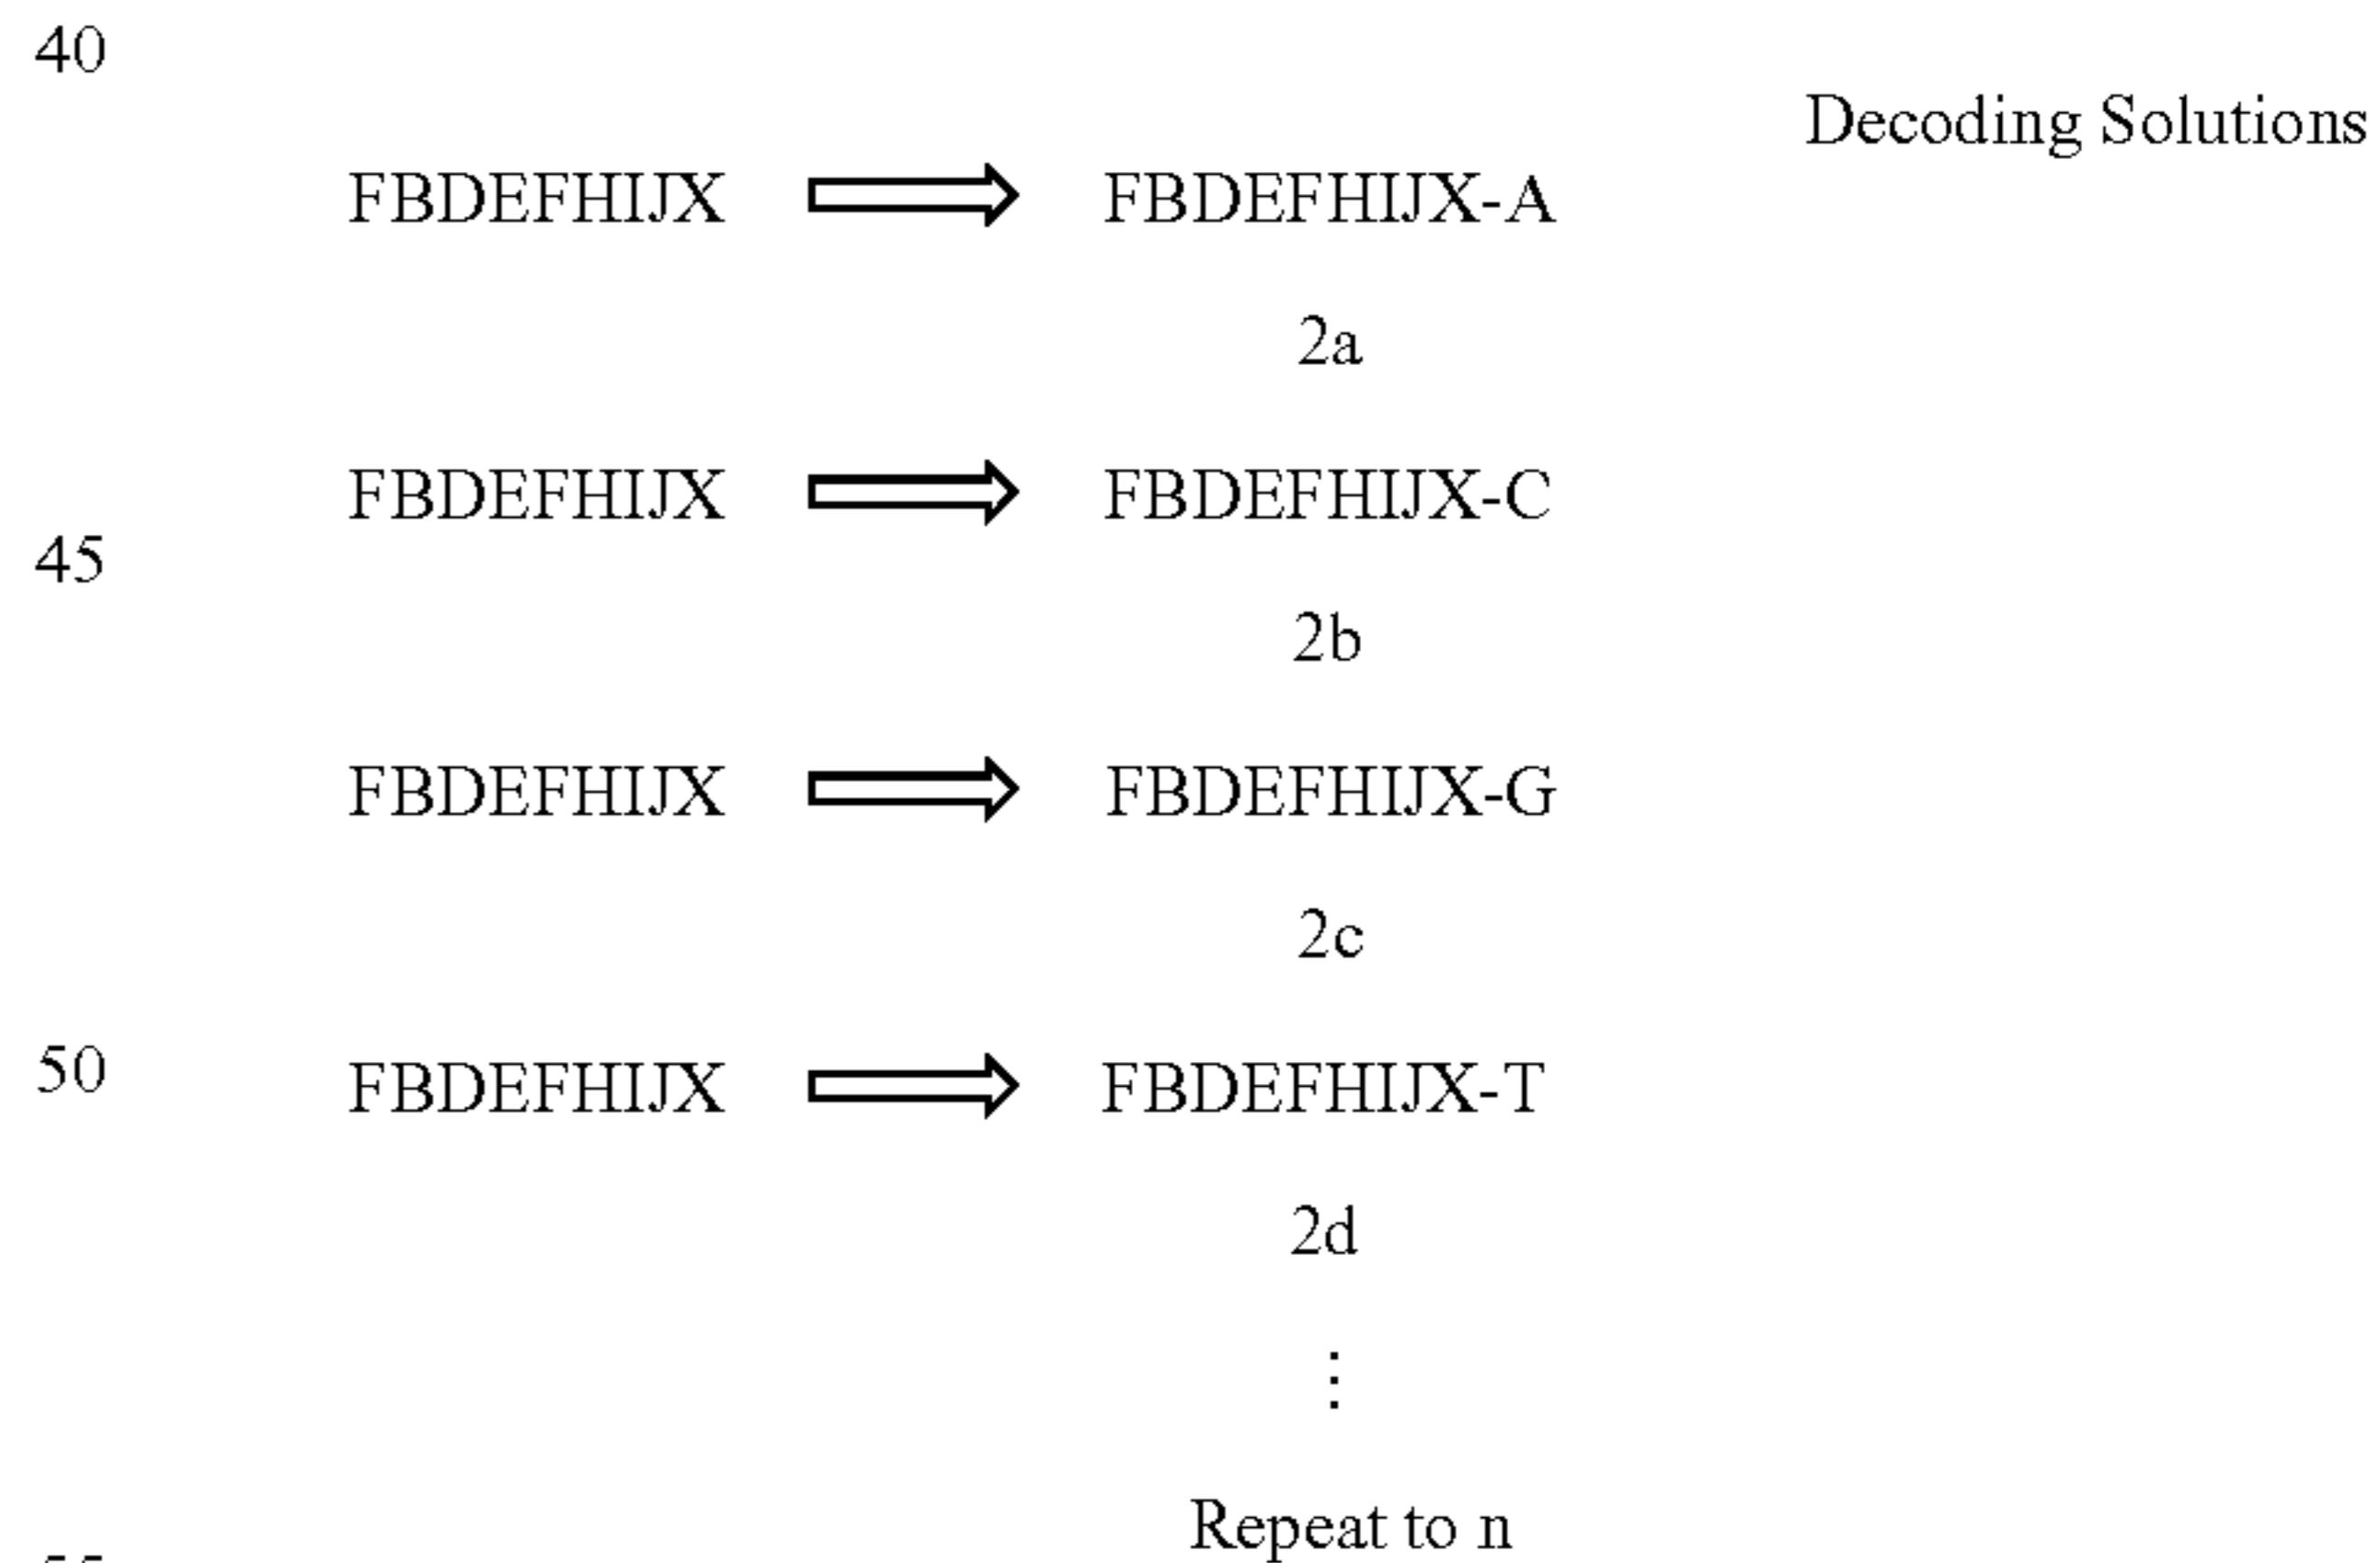 40
Decoding Solutions
FBDEFHIJX FBDEFHIJX-A
2a
FBDEFHIJX FBDEFHIJX-C
45
2b
FBDEFHIJX FBDEFHIJX-G
2c
50 FBDEFHIJX FBDEFHIJX-T
2d
⋮
Repeat to n